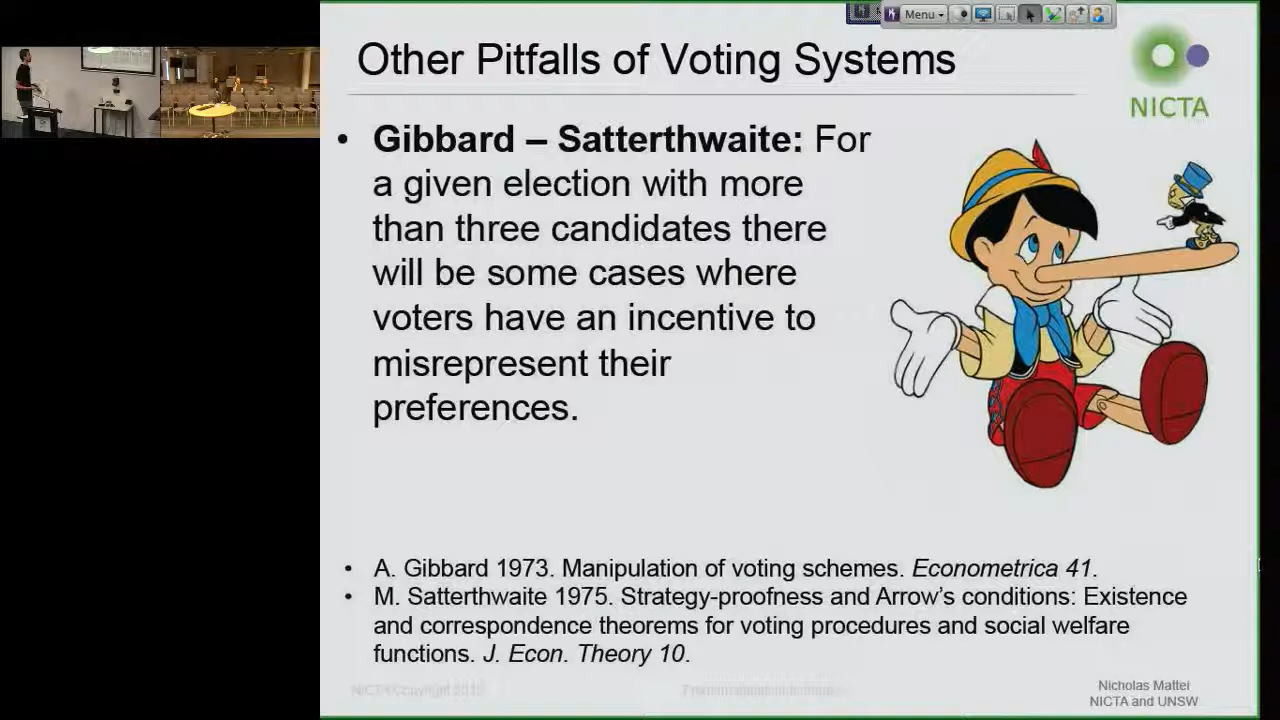 Menu
Other Pitfalls of Voting Systems
NICTA
• Gibbard – Satterthwaite: For
a given election with more
than three candidates there
will be some cases where
voters have an incentive to
misrepresent their
preferences.
• A. Gibbard 1973. Manipulation of voting schemes. Econometrica 41.
• M. Satterthwaite 1975. Strategy-proofness and Arrow's conditions: Existence
and correspondence theorems for voting procedures and social welfare
functions. J. Econ. Theory 10.
NICTA Copyright
Nicholas Mattei
NICTA and UNSW